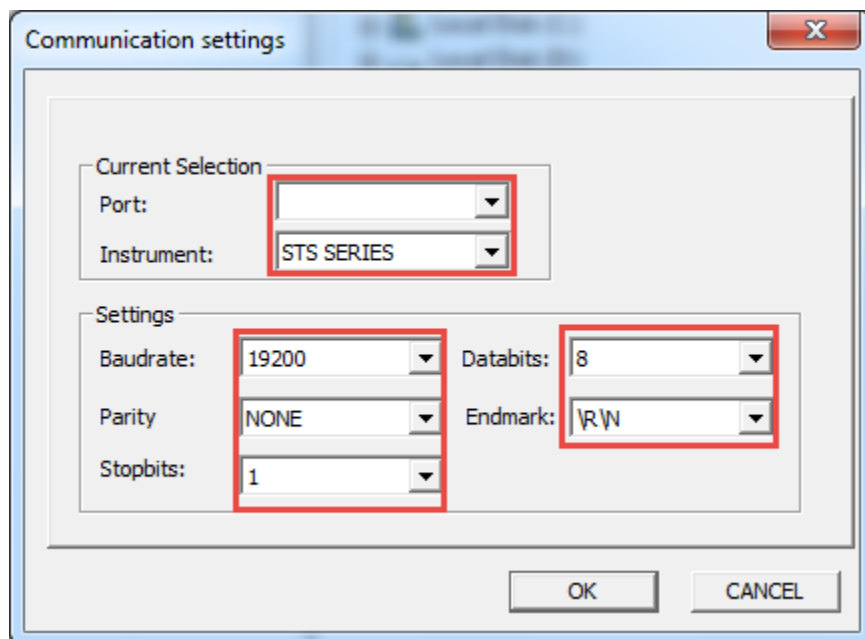 Communication settings
Current Selection
Port:
Instrument: STS SERIES
Settings
Baudrate: 19200 Databits: 8
Parity NONE Endmark: \R\N
Stopbits: 1
OK CANCEL